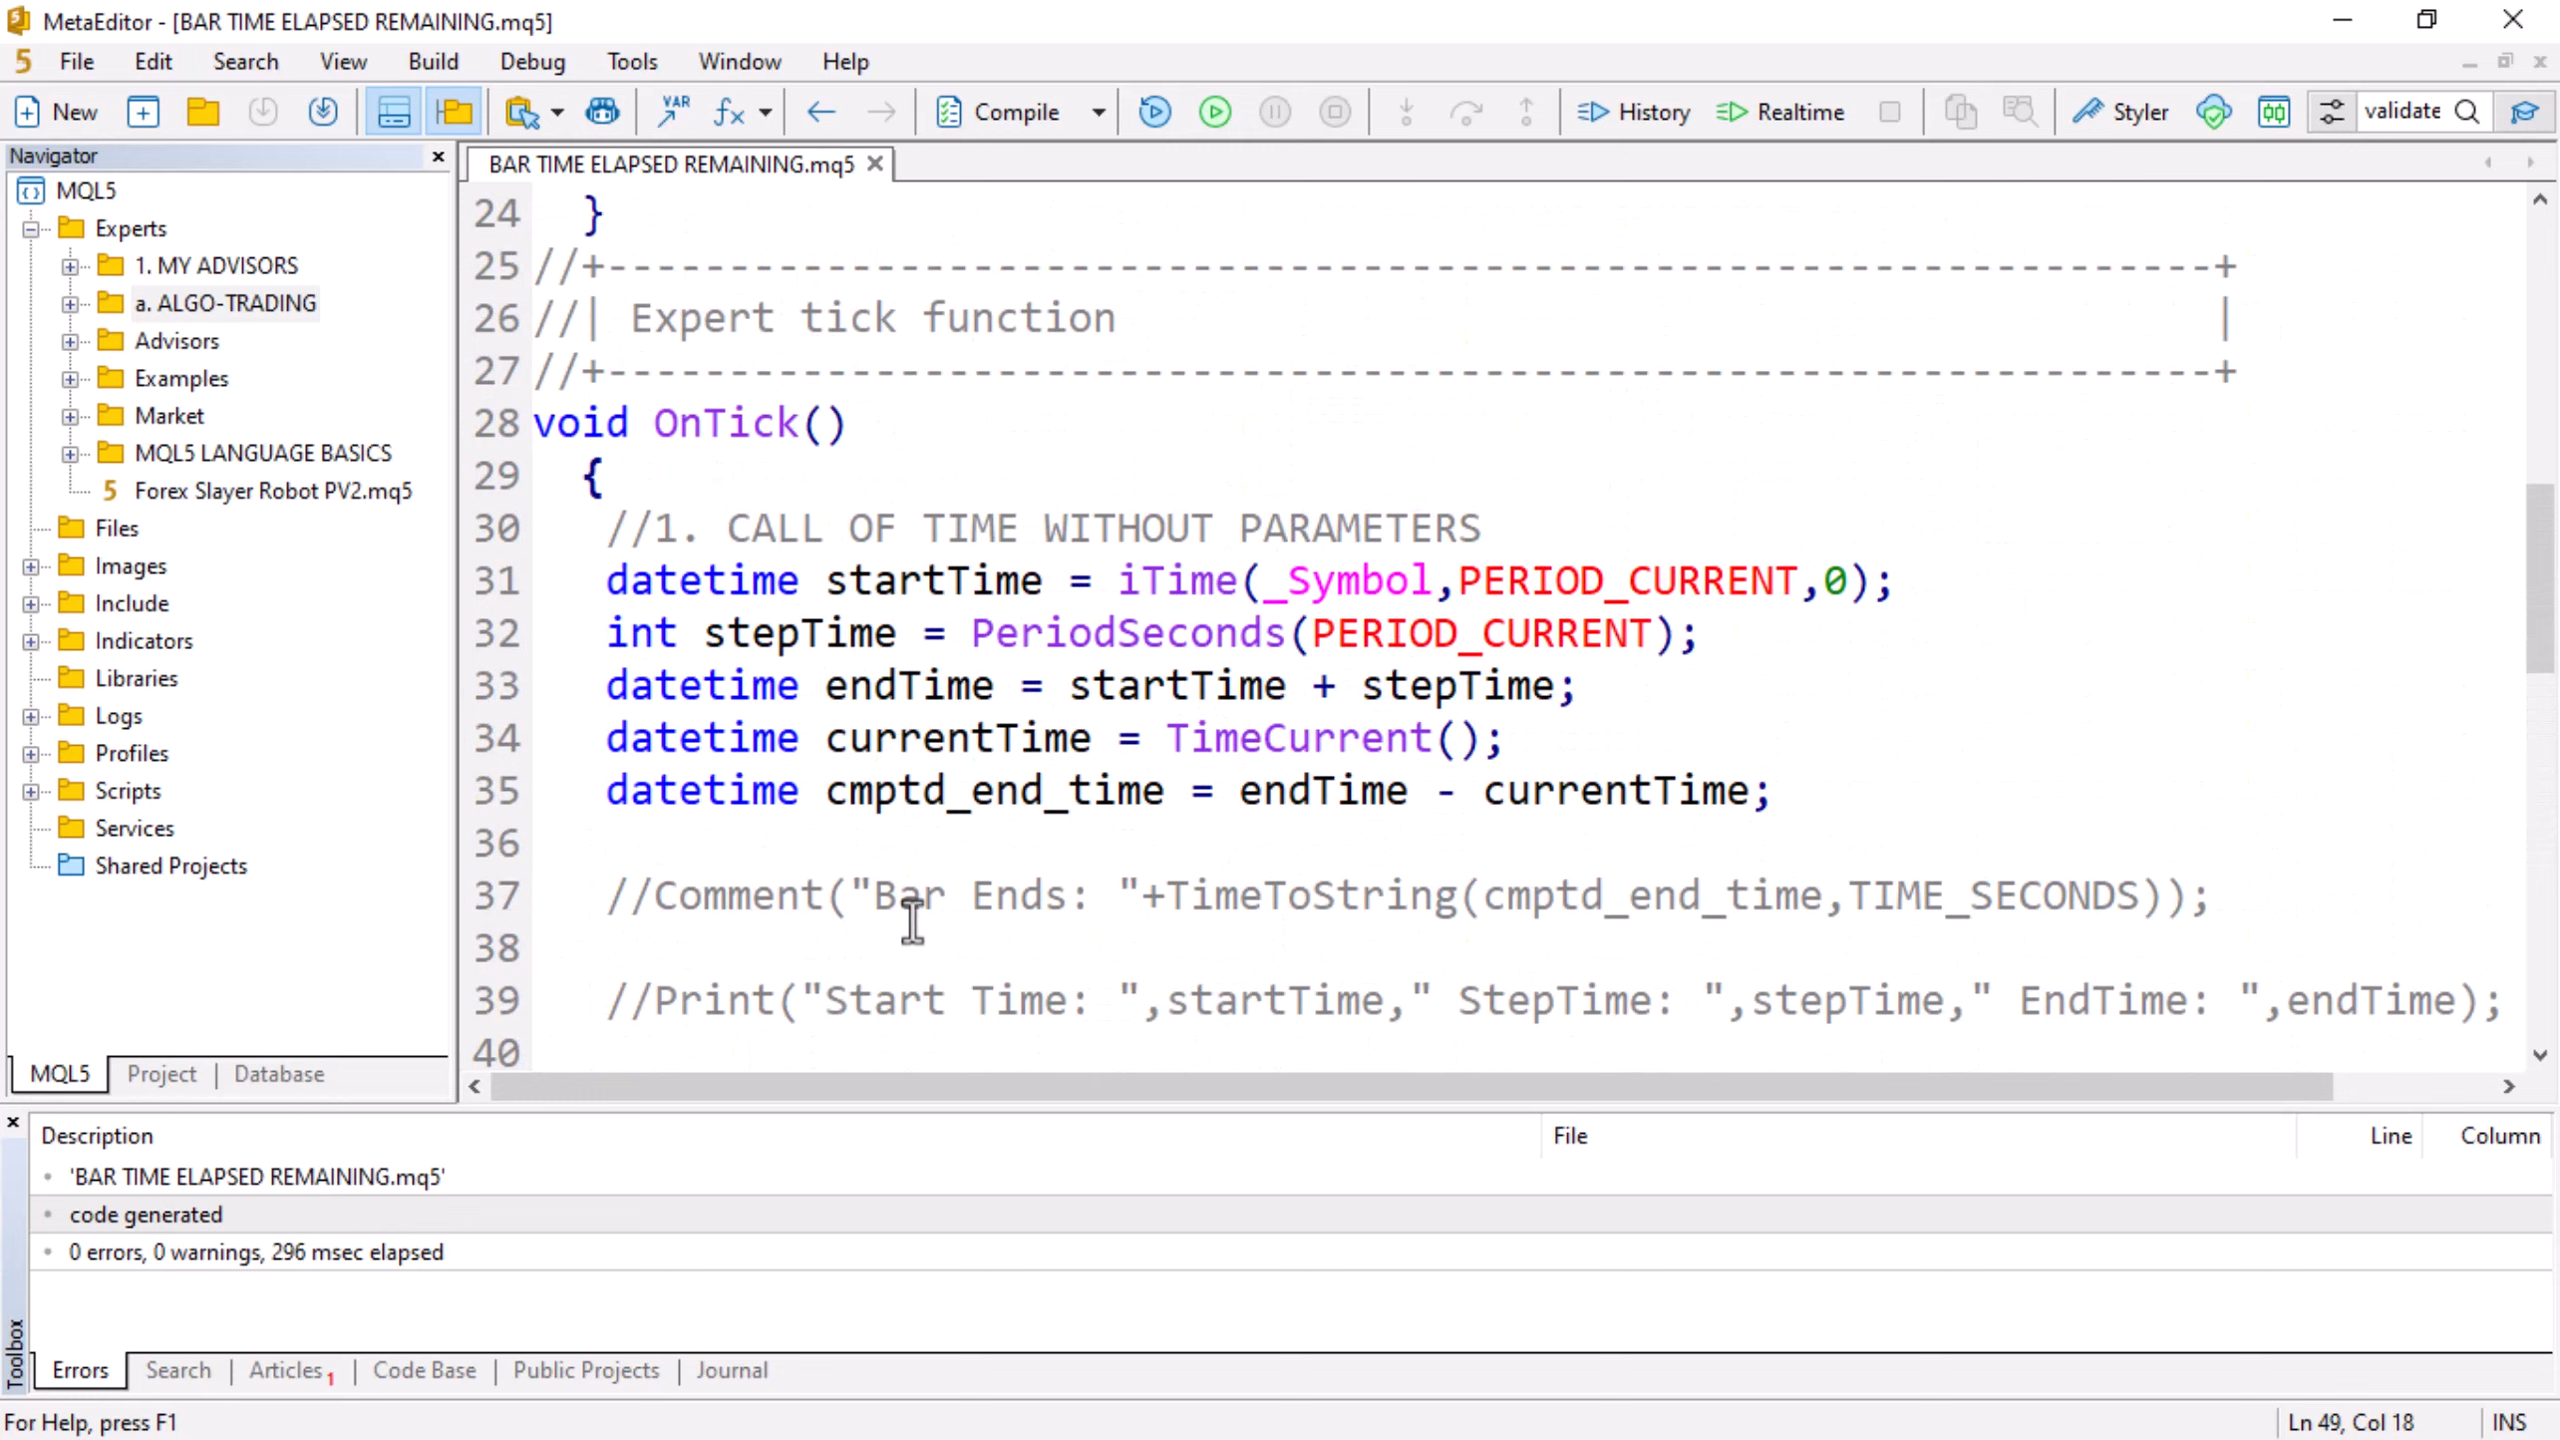 MetaEditor - [BAR TIME ELAPSED REMAINING.mq5]
File Edit Search View Build Debug Tools Window Help
New VAR fx Compile History Realtime Styler validate
Navigator
MQL5
Experts
1. MY ADVISORS
a. ALGO-TRADING
Advisors
Examples
Market
MQL5 LANGUAGE BASICS
Forex Slayer Robot PV2.mq5
Files
Images
Include
Indicators
Libraries
Logs
Profiles
Scripts
Services
Shared Projects
MQL5 Project Database
BAR TIME ELAPSED REMAINING.mq5
24 }
25 //+------------------------------------------------------------------+
26 //| Expert tick function |
27 //+------------------------------------------------------------------+
28 void OnTick()
29 {
30 //1. CALL OF TIME WITHOUT PARAMETERS
31 datetime startTime = iTime(_Symbol,PERIOD_CURRENT,0);
32 int stepTime = PeriodSeconds(PERIOD_CURRENT);
33 datetime endTime = startTime + stepTime;
34 datetime currentTime = TimeCurrent();
35 datetime cmptd_end_time = endTime - currentTime;
36
37 //Comment("Bar Ends: "+TimeToString(cmptd_end_time,TIME_SECONDS));
38
39 //Print("Start Time: ",startTime," StepTime: ",stepTime," EndTime: ",endTime);
40
Description File Line Column
'BAR TIME ELAPSED REMAINING.mq5'
code generated
0 errors, 0 warnings, 296 msec elapsed
Toolbox
Errors Search Articles 1 Code Base Public Projects Journal
For Help, press F1 Ln 49, Col 18 INS